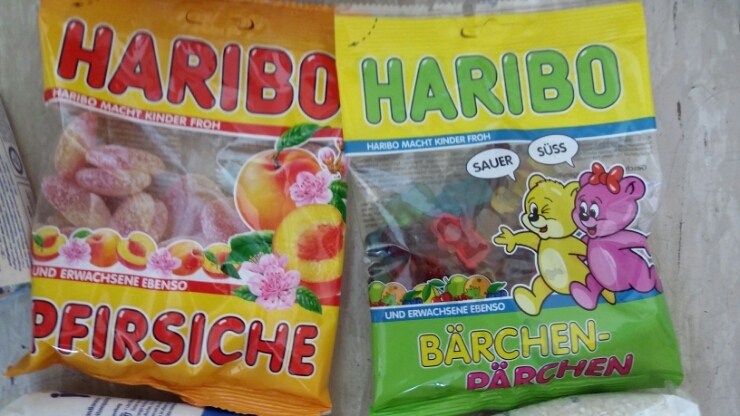 HARIBO
HARIBO MACHT KINDER FROH
UND ERWACHSENE EBENSO
PFIRSICHE
HARIBO
HARIBO MACHT KINDER FROH
SAUER
SÜSS
UND ERWACHSENE EBENSO
BÄRCHEN-
PÄRCHEN